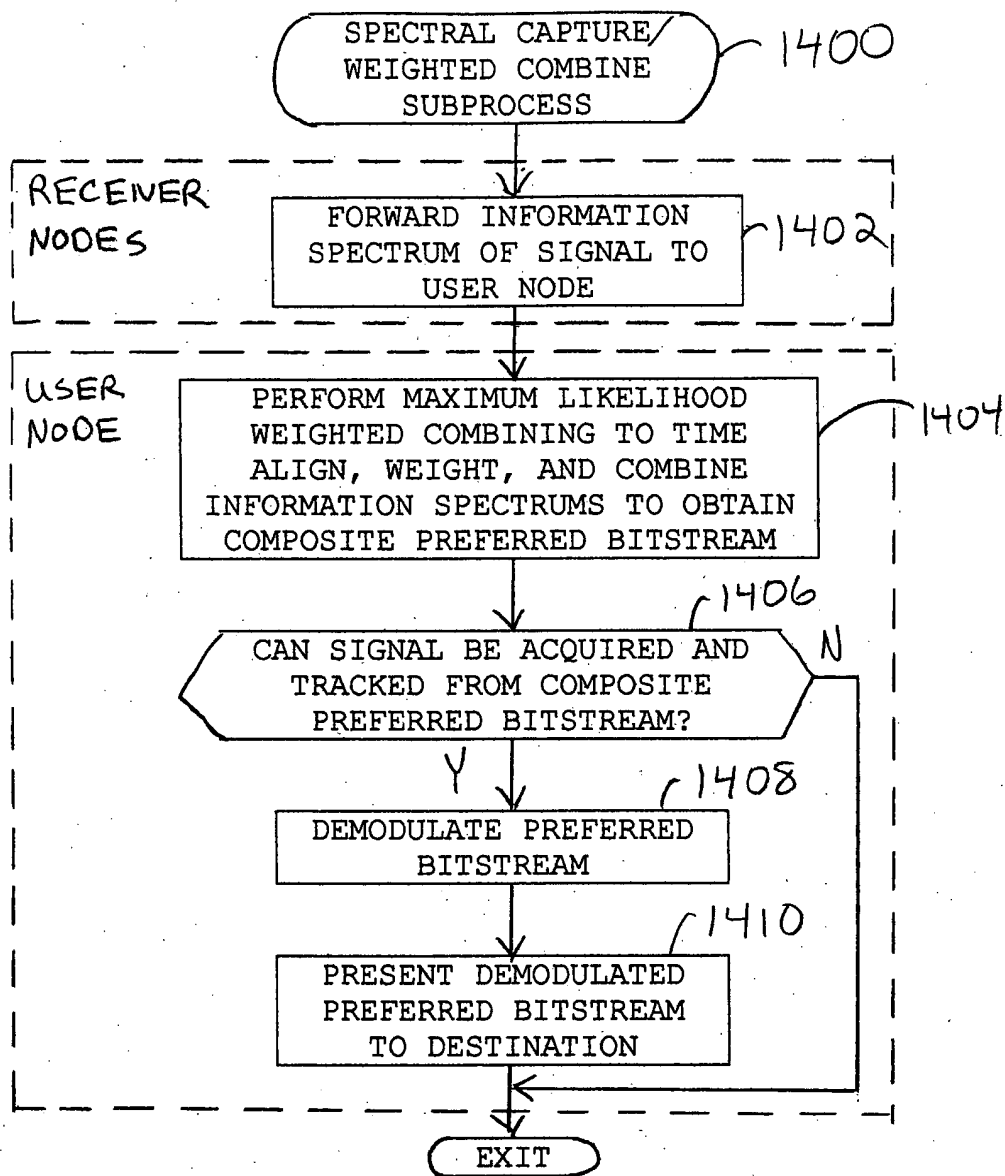 SPECTRAL CAPTURE/
WEIGHTED COMBINE
SUBPROCESS
1400
RECEIVER
NODES
FORWARD INFORMATION
SPECTRUM OF SIGNAL TO
USER NODE
1402
USER
NODE
PERFORM MAXIMUM LIKELIHOOD
WEIGHTED COMBINING TO TIME
ALIGN, WEIGHT, AND COMBINE
INFORMATION SPECTRUMS TO OBTAIN
COMPOSITE PREFERRED BITSTREAM
1404
1406
CAN SIGNAL BE ACQUIRED AND
TRACKED FROM COMPOSITE
PREFERRED BITSTREAM?
N
Y
1408
DEMODULATE PREFERRED
BITSTREAM
1410
PRESENT DEMODULATED
PREFERRED BITSTREAM
TO DESTINATION
EXIT